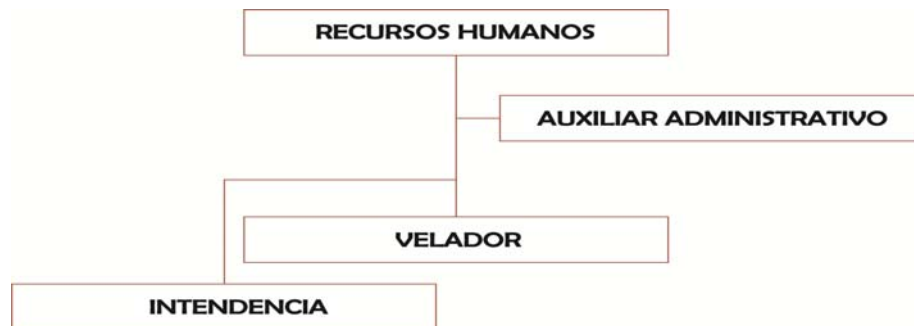 RECURSOS HUMANOS
AUXILIAR ADMINISTRATIVO
VELADOR
INTENDENCIA